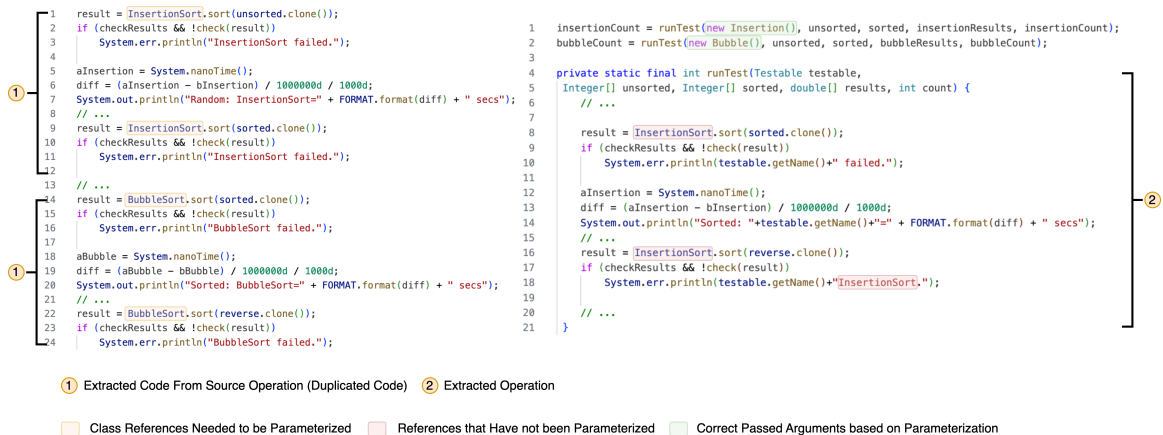 1 result = InsertionSort.sort(unsorted.clone());
2 if (checkResults && !check(result))
3 System.err.println("InsertionSort failed.");
4
5 aInsertion = System.nanoTime();
6 diff = (aInsertion - bInsertion) / 1000000d / 1000d;
7 System.out.println("Random: InsertionSort=" + FORMAT.format(diff) + " secs");
8 // ...
9 result = InsertionSort.sort(sorted.clone());
10 if (checkResults && !check(result))
11 System.err.println("InsertionSort failed.");
12
13 // ...
14 result = BubbleSort.sort(sorted.clone());
15 if (checkResults && !check(result))
16 System.err.println("BubbleSort failed.");
17
18 aBubble = System.nanoTime();
19 diff = (aBubble - bBubble) / 1000000d / 1000d;
20 System.out.println("Sorted: BubbleSort=" + FORMAT.format(diff) + " secs");
21 // ...
22 result = BubbleSort.sort(reverse.clone());
23 if (checkResults && !check(result))
24 System.err.println("BubbleSort failed.");
1
1
1 insertionCount = runTest(new Insertion(), unsorted, sorted, insertionResults, insertionCount);
2 bubbleCount = runTest(new Bubble(), unsorted, sorted, bubbleResults, bubbleCount);
3
4 private static final int runTest(Testable testable,
5 Integer[] unsorted, Integer[] sorted, double[] results, int count) {
6 // ...
7
8 result = InsertionSort.sort(sorted.clone());
9 if (checkResults && !check(result))
10 System.err.println(testable.getName()+" failed.");
11
12 aInsertion = System.nanoTime();
13 diff = (aInsertion - bInsertion) / 1000000d / 1000d;
14 System.out.println("Sorted: "+testable.getName()+"=" + FORMAT.format(diff) + " secs");
15 // ...
16 result = InsertionSort.sort(reverse.clone());
17 if (checkResults && !check(result))
18 System.err.println(testable.getName()+"InsertionSort.");
19
20 // ...
21 }
2
1 Extracted Code From Source Operation (Duplicated Code) 2 Extracted Operation
Class References Needed to be Parameterized References that Have not been Parameterized Correct Passed Arguments based on Parameterization